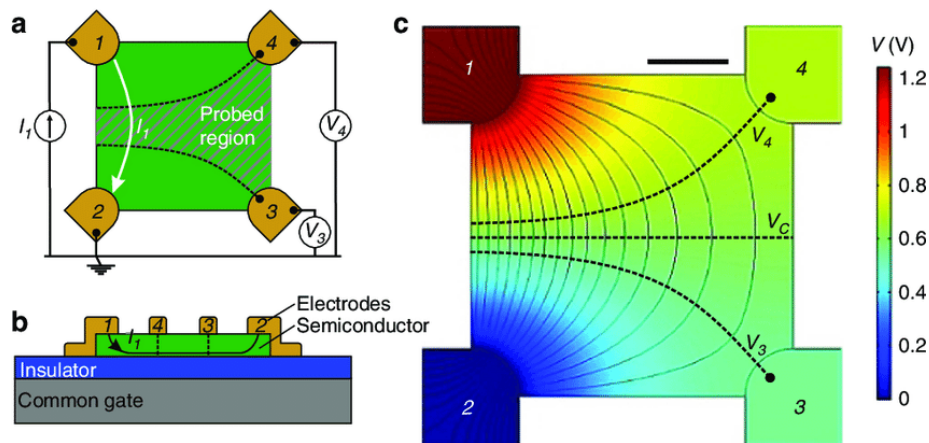 a
1
4
I₁
I₁
Probed
region
V₄
2
3
V₃
b
1
4
3
2
I₁
Electrodes
Semiconductor
Insulator
Common gate
c
1
4
V₄
V_C
V₃
2
3
V (V)
1.2
1
0.8
0.6
0.4
0.2
0